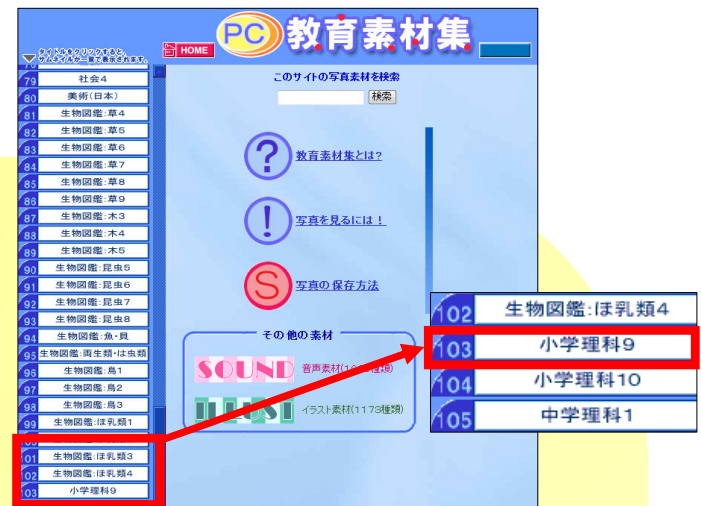 PC 教育素材集
HOME
タイトルをクリックすると、
サムネイルが一覧で表示されます。
79 社会4
80 美術(日本)
81 生物図鑑:草4
82 生物図鑑:草5
83 生物図鑑:草6
84 生物図鑑:草7
85 生物図鑑:草8
86 生物図鑑:草9
87 生物図鑑:木3
88 生物図鑑:木4
89 生物図鑑:木5
90 生物図鑑:昆虫5
91 生物図鑑:昆虫6
92 生物図鑑:昆虫7
93 生物図鑑:昆虫8
94 生物図鑑:魚・貝
95 生物図鑑:両生類・は虫類
96 生物図鑑:鳥1
97 生物図鑑:鳥2
98 生物図鑑:鳥3
99 生物図鑑:ほ乳類1
101 生物図鑑:ほ乳類3
102 生物図鑑:ほ乳類4
103 小学理科9
このサイトの写真素材を検索
検索
? 教育素材集とは?
! 写真を見るには!
S 写真の保存方法
その他の素材
SOUND 音声素材
ILLUST イラスト素材(1173種類)
102 生物図鑑:ほ乳類4
103 小学理科9
104 小学理科10
105 中学理科1